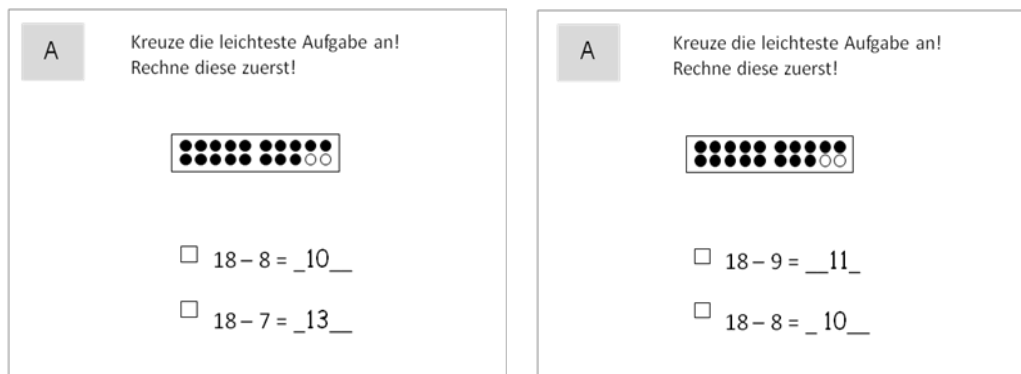 A
Kreuze die leichteste Aufgabe an!
Rechne diese zuerst!
18 – 8 = _10__
18 – 7 = _13__
A
Kreuze die leichteste Aufgabe an!
Rechne diese zuerst!
18 – 9 = __11_
18 – 8 = _ 10__